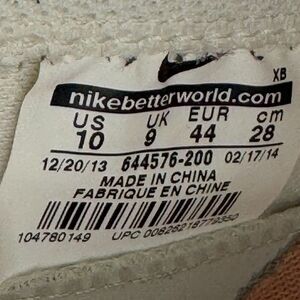 XB
nikebetterworld.com
US UK EUR cm
10 9 44 28
12/20/13 644576-200 02/17/14
MADE IN CHINA
FABRIQUE EN CHINE
104780149 UPC